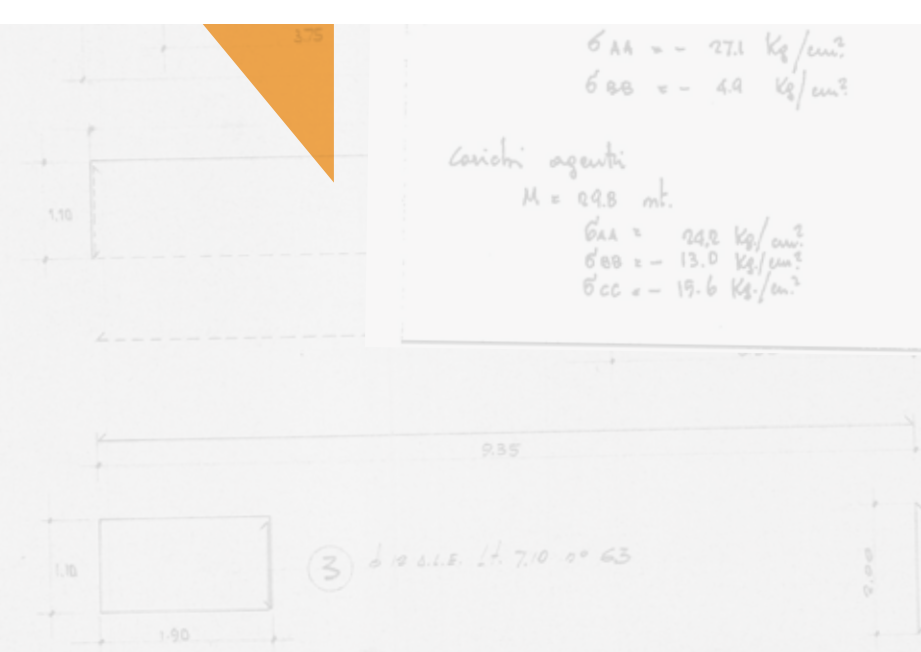 3.75
σAA = - 27.1 Kg/cm²
σBB = - 4.9 Kg/cm²
Carichi agenti
M = 29.8 mt.
1.10
σAA = 24,2 Kg./cm²
σBB = - 13.0 Kg./cm²
σCC = - 15.6 Kg./cm²
9.35
3
7.10 n° 63
1.10
1.90